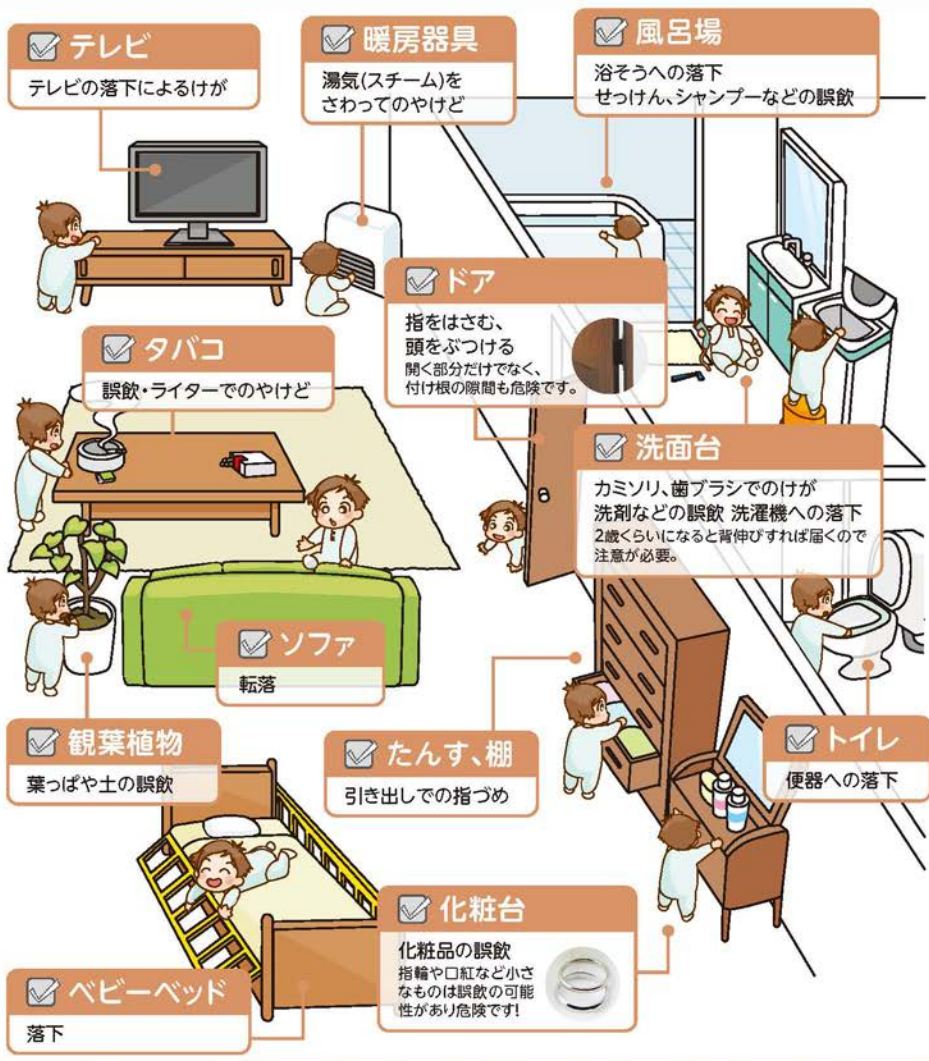 テレビ
テレビの落下によるけが
暖房器具
湯気(スチーム)を
さわってのやけど
風呂場
浴そうへの落下
せっけん、シャンプーなどの誤飲
ドア
指をはさむ、
頭をぶつける
開く部分だけでなく、
付け根の隙間も危険です。
タバコ
誤飲・ライターでのやけど
洗面台
カミソリ、歯ブラシでのけが
洗剤などの誤飲 洗濯機への落下
2歳くらいになると背伸びすれば届くので
注意が必要。
ソファ
転落
観葉植物
葉っぱや土の誤飲
たんす、棚
引き出しでの指づめ
トイレ
便器への落下
化粧台
化粧品の誤飲
指輪や口紅など小さ
なものは誤飲の可能
性があり危険です!
ベビーベッド
落下